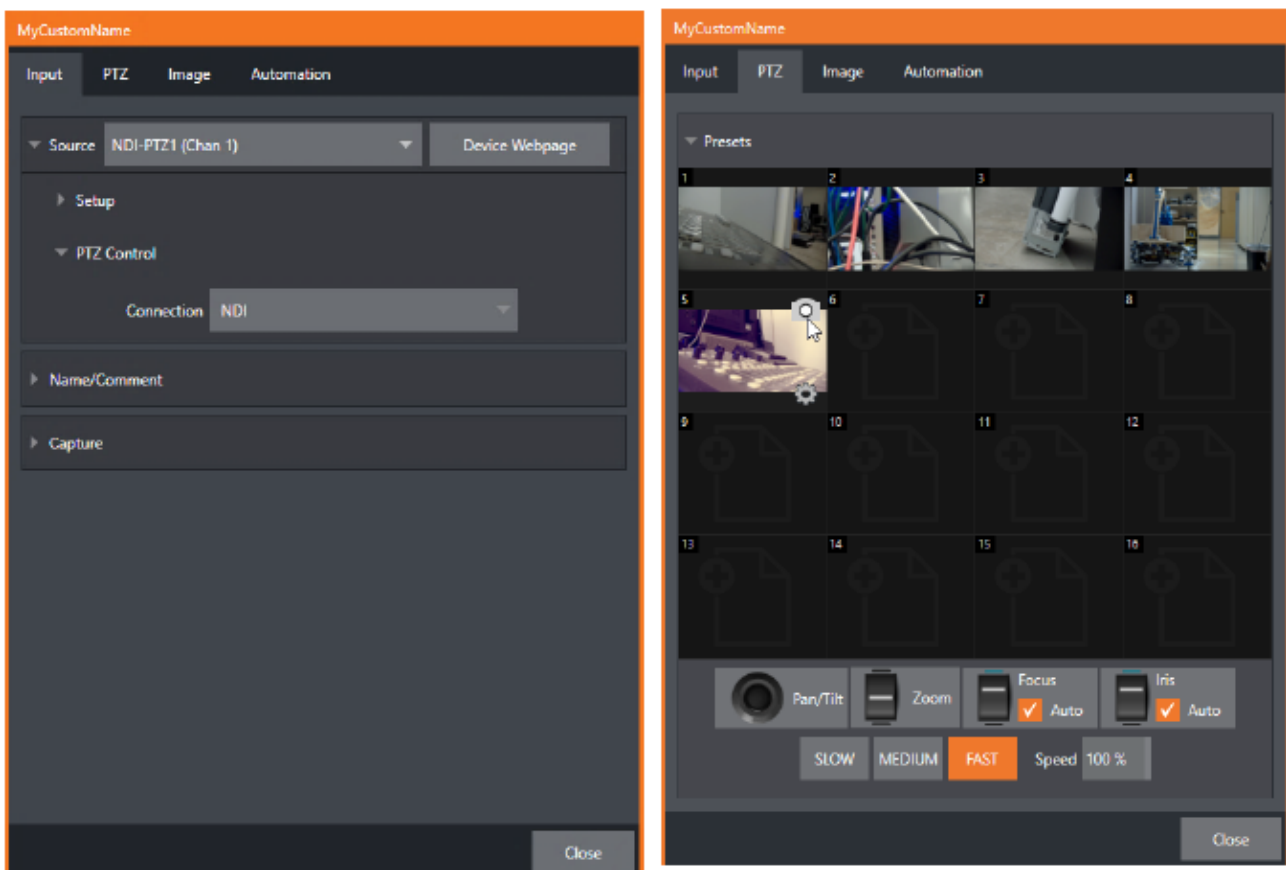 MyCustomName
Input PTZ Image Automation
Source NDI-PTZ1 (Chan 1) Device Webpage
Setup
PTZ Control
Connection NDI
Name/Comment
Capture
Close
MyCustomName
Input PTZ Image Automation
Presets
1 2 3 4
5 6 7 8
9 10 11 12
13 14 15 16
Pan/Tilt Zoom Focus Auto Iris Auto
SLOW MEDIUM FAST Speed 100 %
Close